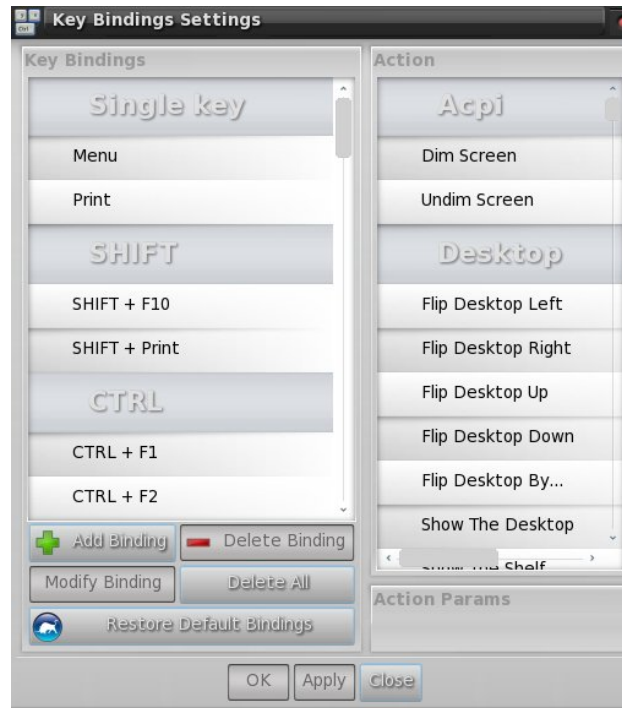 Key Bindings Settings
Key Bindings
Single key
Menu
Print
SHIFT
SHIFT + F10
SHIFT + Print
CTRL
CTRL + F1
CTRL + F2
Add Binding
Delete Binding
Modify Binding
Delete All
Restore Default Bindings
Action
Acpi
Dim Screen
Undim Screen
Desktop
Flip Desktop Left
Flip Desktop Right
Flip Desktop Up
Flip Desktop Down
Flip Desktop By...
Show The Desktop
Show The Shelf
Action Params
OK
Apply
Close